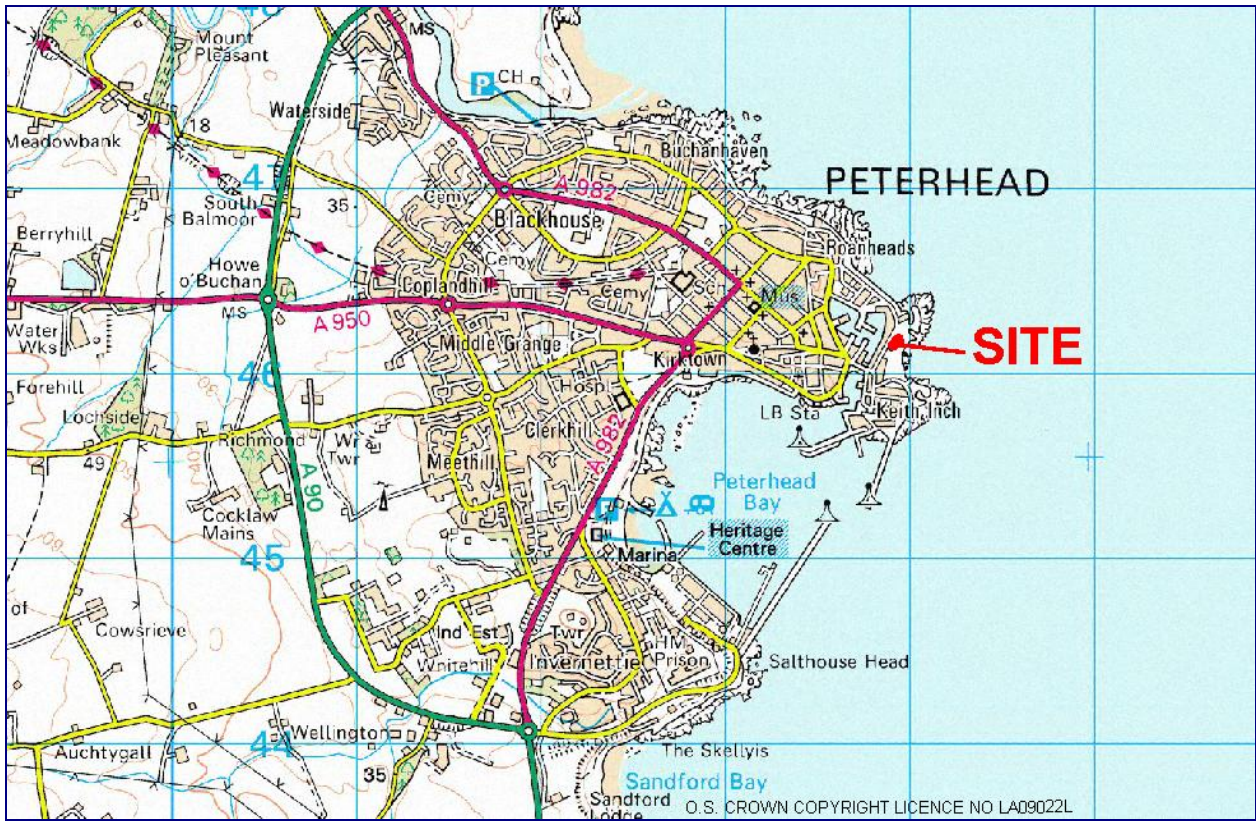 48
Mount
Pleasant
MS
P
CH
Waterside
18
Meadowbank
Buchanhaven
47
PETERHEAD
A 982
Cemy
South
Balmoor
35
Blackhouse
Berryhill
Roanheads
Howe
o'Buchan
Cemy
Coplandhill
Cemy
Sch
Mus
MS
A 950
Water
Wks
Middle Grange
Kirktown
SITE
46
Forehill
Hospl
Lochside
LB Sta
Keith Inch
Clerkhill
Richmond
Wr
Twr
A 982
49
Meethill
A 90
Peterhead
Bay
Cocklaw
Mains
P
Heritage
Centre
Marina
45
of
Cowsrieve
Ind Est
Twr
HM
Prison
Whitehill
Invernettie
Salthouse Head
Wellington
44
Auchtygall
The Skellyis
35
Sandford Bay
Sandford
Lodge
O.S. CROWN COPYRIGHT LICENCE NO LA09022L